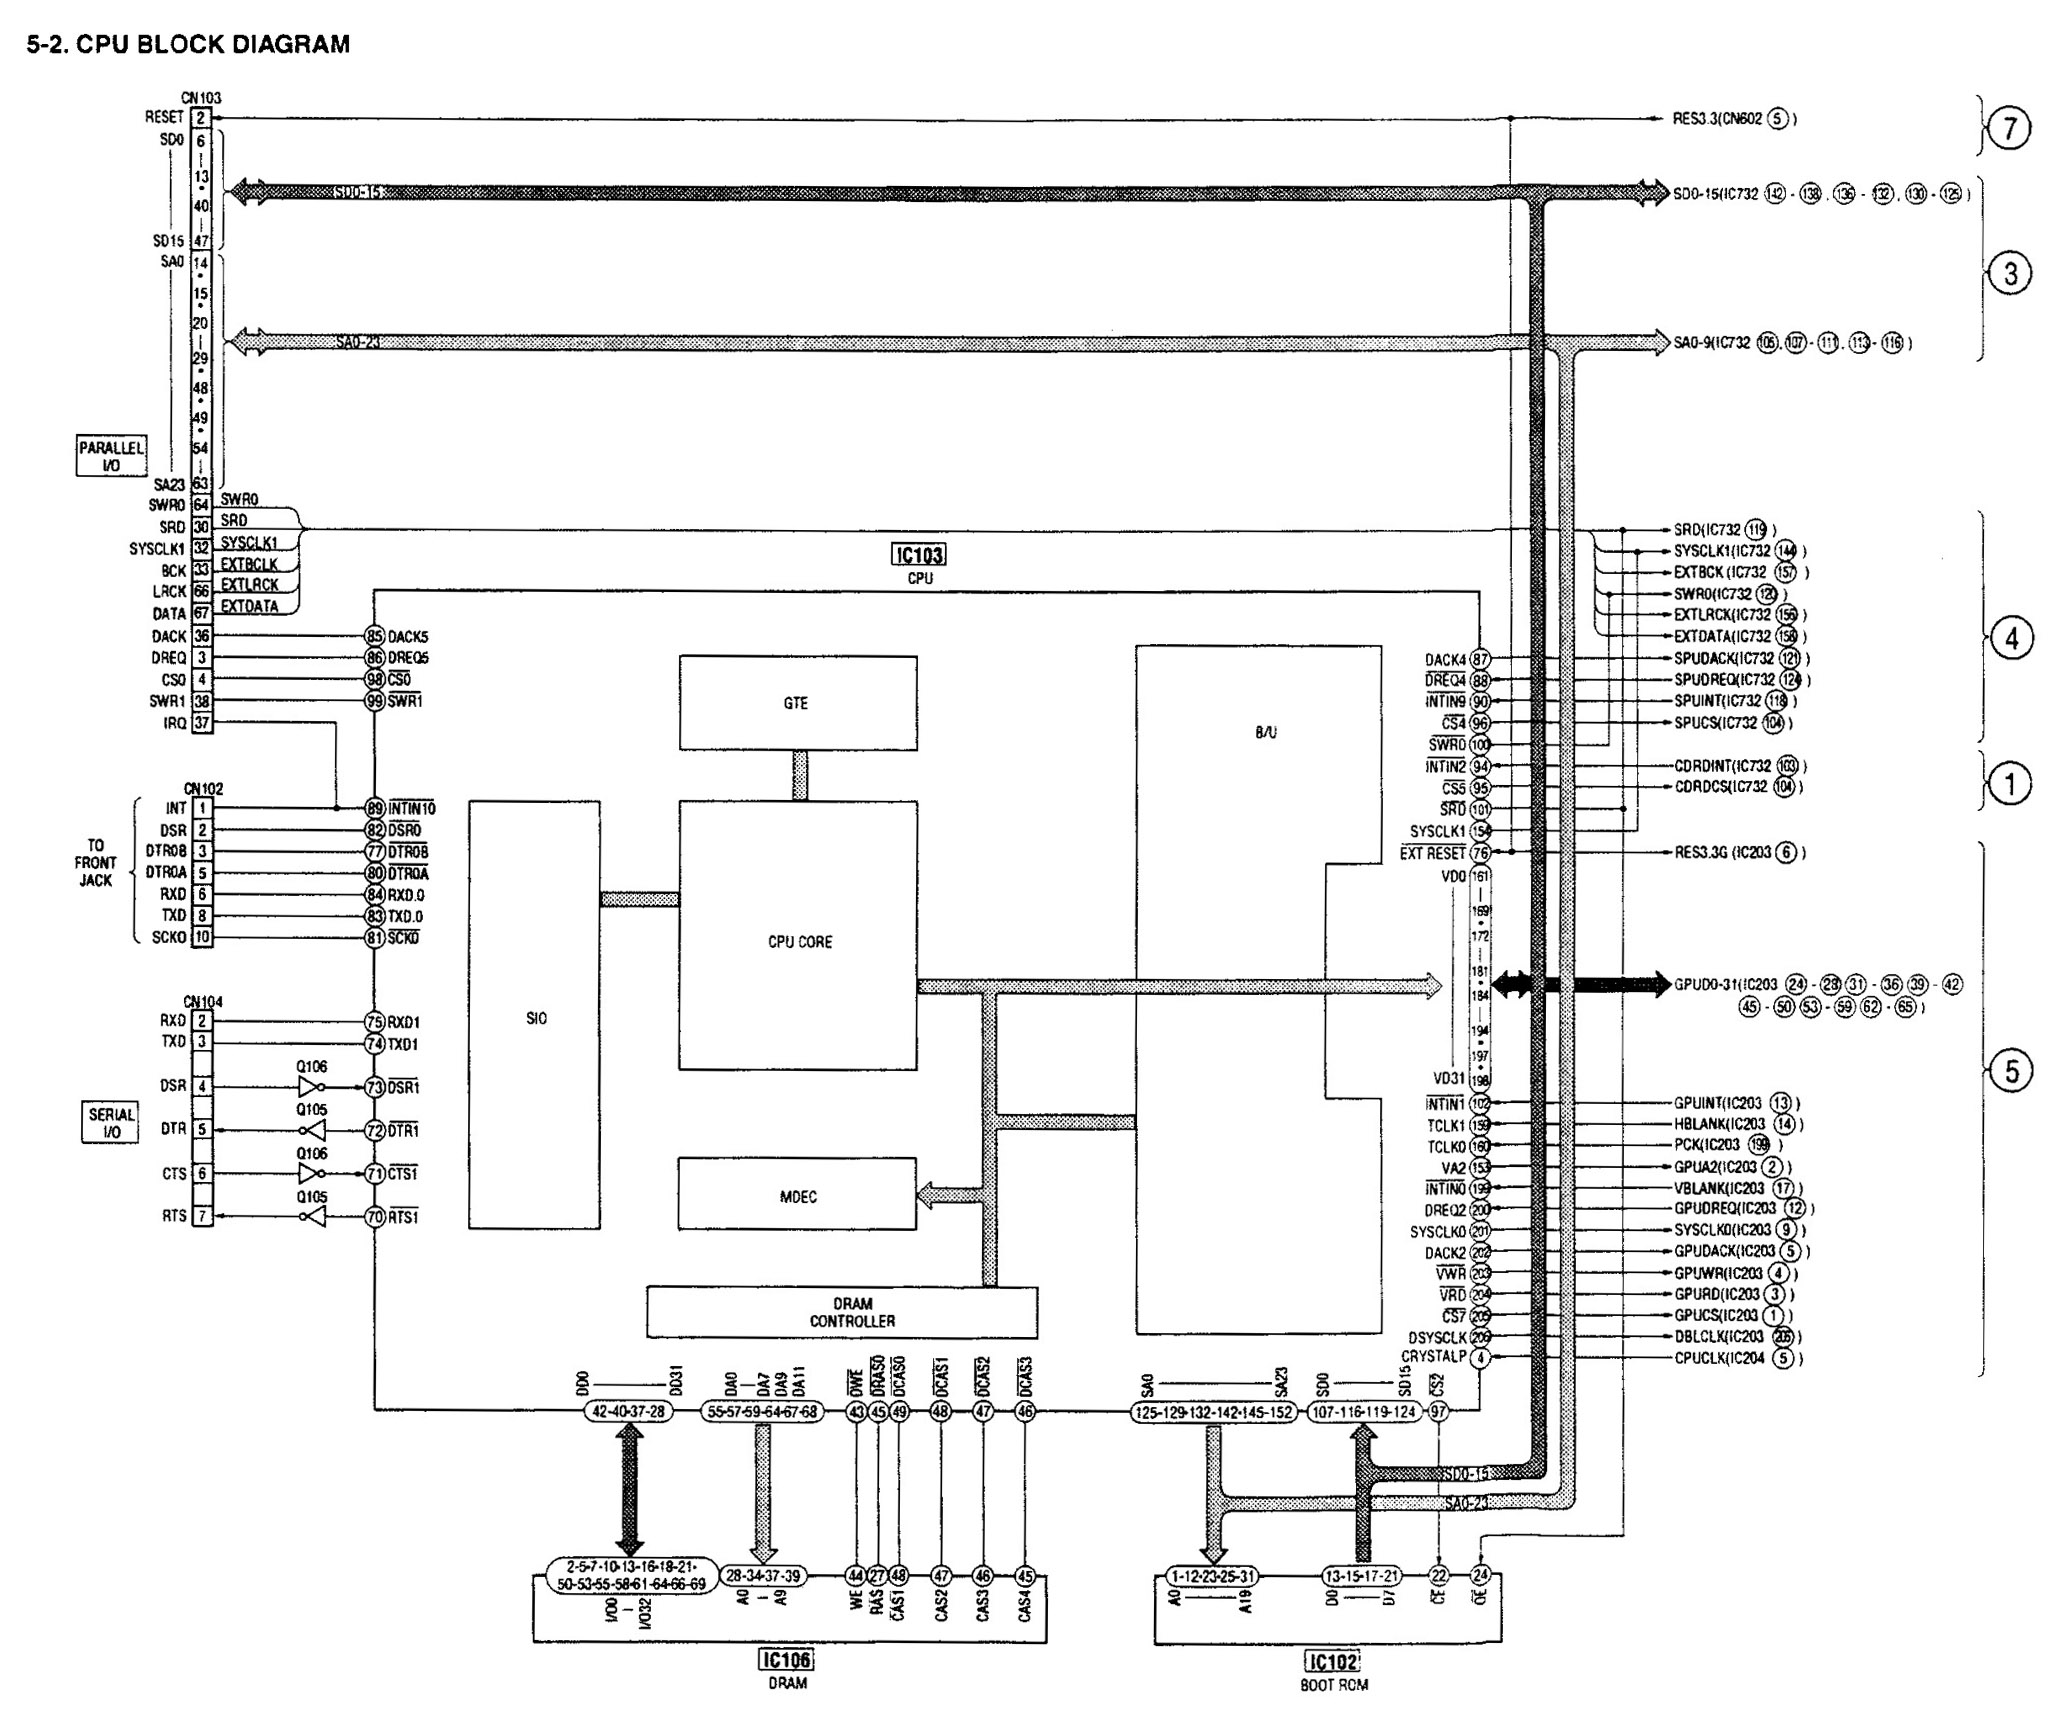 5-2. CPU BLOCK DIAGRAM
CN103
RESET 2
RES3.3(CN602 5 )
7
SD0 6
13
40
SD15 47
SD0-15
SD0-15(IC732 142 - 138 , 136 - 132, 130 - 125 )
3
SA0 14
15
20
29
48
49
54
SA23 63
SA0-23
SA0-9(IC732 105, 107 - 111, 113 - 116 )
PARALLEL
I/O
SWR0 64 SWR0
SRD 30 SRD
SYSCLK1 32 SYSCLK1
BCK 33 EXTBCLK
LRCK 66 EXTLRCK
DATA 67 EXTDATA
DACK 36 85 DACK5
DREQ 3 86 DREQ5
CS0 4 98 CS0
SWR1 38 99 SWR1
IRQ 37
IC103
CPU
SRD(IC732 119 )
SYSCLK1(IC732 144 )
EXTBCK (IC732 157 )
SWR0(IC732 120 )
EXTLRCK(IC732 156 )
EXTDATA(IC732 158 )
4
DACK4 87 SPUDACK(IC732 121 )
DREQ4 88 SPUDREQ(IC732 124 )
INTIN9 90 SPUINT(IC732 118 )
CS4 96 SPUCS(IC732 104 )
SWR0 100
INTIN2 94 CDRDINT(IC732 103 )
CS5 95 CDRDCS(IC732 104 )
1
SRD 101
SYSCLK1 154
EXT RESET 76 RES3.3G (IC203 6 )
GTE
B/U
CPU CORE
SIO
MDEC
DRAM
CONTROLLER
CN102
TO
FRONT
JACK
INT 1 89 INTIN10
DSR 2 82 DSR0
DTR0B 3 77 DTR0B
DTR0A 5 80 DTR0A
RXD 6 84 RXD.0
TXD 8 83 TXD.0
SCK0 10 81 SCK0
CN104
RXD 2 75 RXD1
TXD 3 74 TXD1
Q106
DSR 4 73 DSR1
Q105
DTR 5 72 DTR1
Q106
CTS 6 71 CTS1
Q105
RTS 7 70 RTS1
SERIAL
I/O
VD0 161
169
172
181
184
194
197
VD31 198
GPUD0-31(IC203 24 - 28 31 - 36 39 - 42
45 - 50 53 - 59 62 - 65 )
5
INTIN1 102 GPUINT(IC203 13 )
TCLK1 159 HBLANK(IC203 14 )
TCLK0 160 PCK(IC203 199 )
VA2 153 GPUA2(IC203 2 )
INTIN0 199 VBLANK(IC203 17 )
DREQ2 200 GPUDREQ(IC203 12 )
SYSCLK0 201 SYSCLK0(IC203 9 )
DACK2 202 GPUDACK(IC203 5 )
VWR 203 GPUWR(IC203 4 )
VRD 204 GPURD(IC203 3 )
CS7 205 GPUCS(IC203 1 )
DSYSCLK 206 DBLCLK(IC203 205 )
CRYSTALP 4 CPUCLK(IC204 5 )
DD0 DD31 DA0 DA7 DA9 DA11 DWE DRAS0 DCAS0 DCAS1 DCAS2 DCAS3 SA0 SA23 SD0 SD15 CS2
42-40-37-28 55-57-59-64-67-68 43 45 49 48 47 46 125-129-132-142-145-152 107-116-119-124 97
SD0-15
SA0-23
2-5-7-10-13-16-18-21-
50-53-55-58-61-64-66-69
28-34-37-39 44 27 48 47 46 45 1-12-23-25-31 13-15-17-21 22 24
I/O0 I/O32 A0 A9 WE RAS CAS1 CAS2 CAS3 CAS4 A0 A19 D0 D7 CE OE
IC106
DRAM
IC102
BOOT ROM